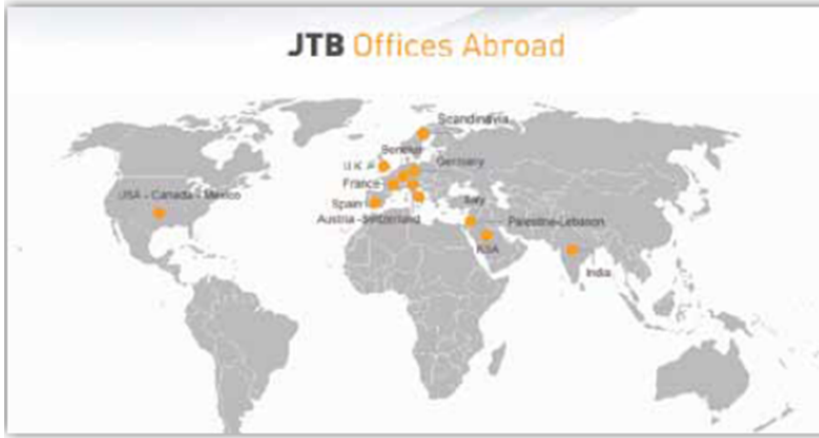 JTB Offices Abroad
Scandinavia
Benelux
U K
Germany
France
USA - Canada - Mexico
Spain
Italy
Austria -Switzerland
Palestine-Lebanon
KSA
India